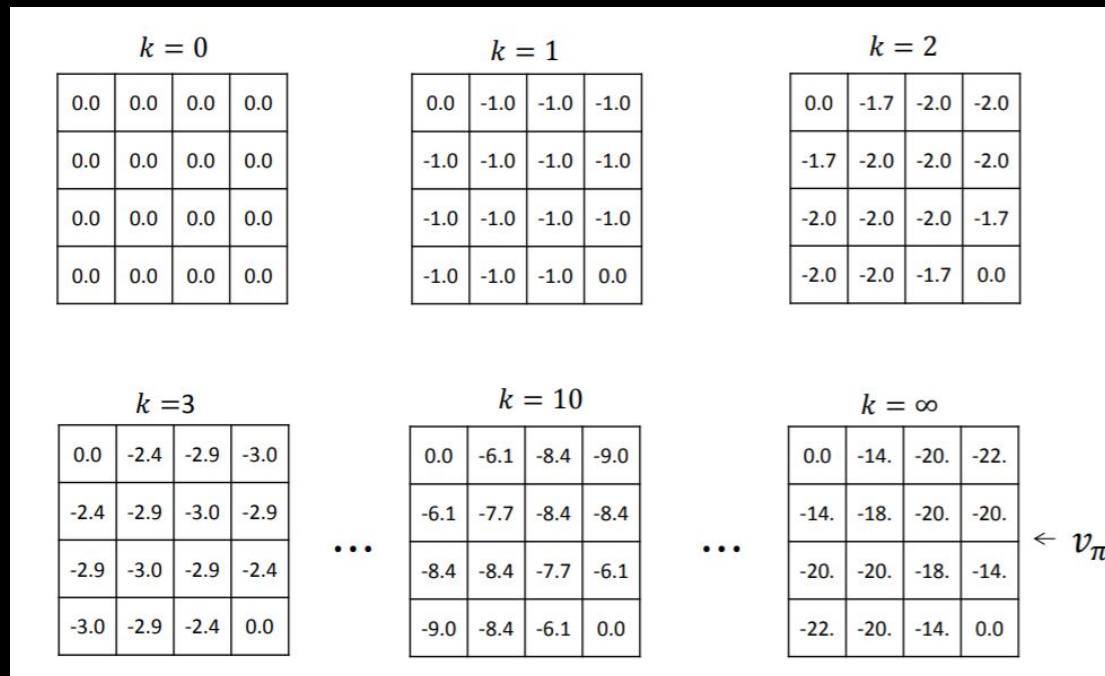 k = 0 k = 1 k = 2
0.0 0.0 0.0 0.0 0.0 -1.0 -1.0 -1.0 0.0 -1.7 -2.0 -2.0
0.0 0.0 0.0 0.0 -1.0 -1.0 -1.0 -1.0 -1.7 -2.0 -2.0 -2.0
0.0 0.0 0.0 0.0 -1.0 -1.0 -1.0 -1.0 -2.0 -2.0 -2.0 -1.7
0.0 0.0 0.0 0.0 -1.0 -1.0 -1.0 0.0 -2.0 -2.0 -1.7 0.0
k =3 k = 10 k = ∞
0.0 -2.4 -2.9 -3.0 0.0 -6.1 -8.4 -9.0 0.0 -14. -20. -22.
-2.4 -2.9 -3.0 -2.9 -6.1 -7.7 -8.4 -8.4 -14. -18. -20. -20.
... ... ← vπ
-2.9 -3.0 -2.9 -2.4 -8.4 -8.4 -7.7 -6.1 -20. -20. -18. -14.
-3.0 -2.9 -2.4 0.0 -9.0 -8.4 -6.1 0.0 -22. -20. -14. 0.0